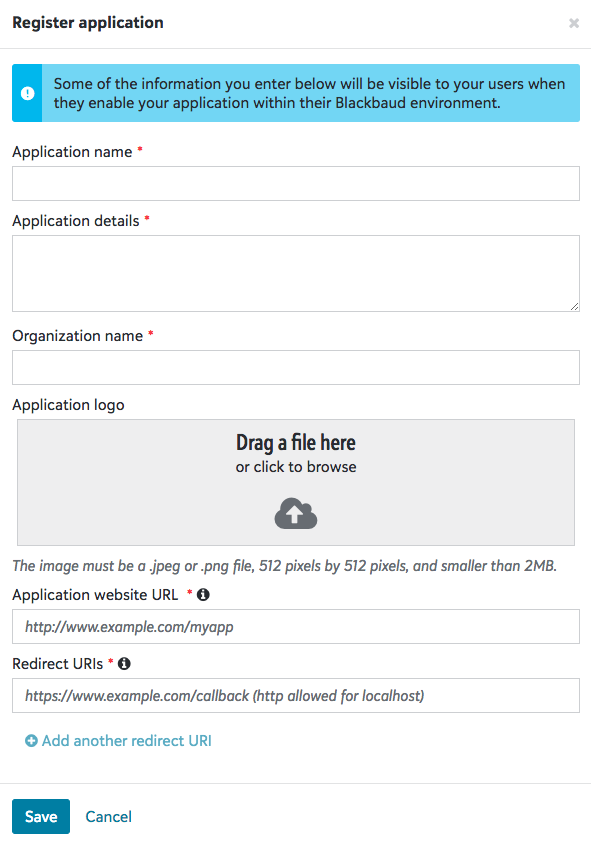 Register application
×
Some of the information you enter below will be visible to your users when
they enable your application within their Blackbaud environment.
Application name *
Application details *
Organization name *
Application logo
Drag a file here
or click to browse
The image must be a .jpeg or .png file, 512 pixels by 512 pixels, and smaller than 2MB.
Application website URL *
http://www.example.com/myapp
Redirect URIs *
https://www.example.com/callback (http allowed for localhost)
Add another redirect URI
Save Cancel